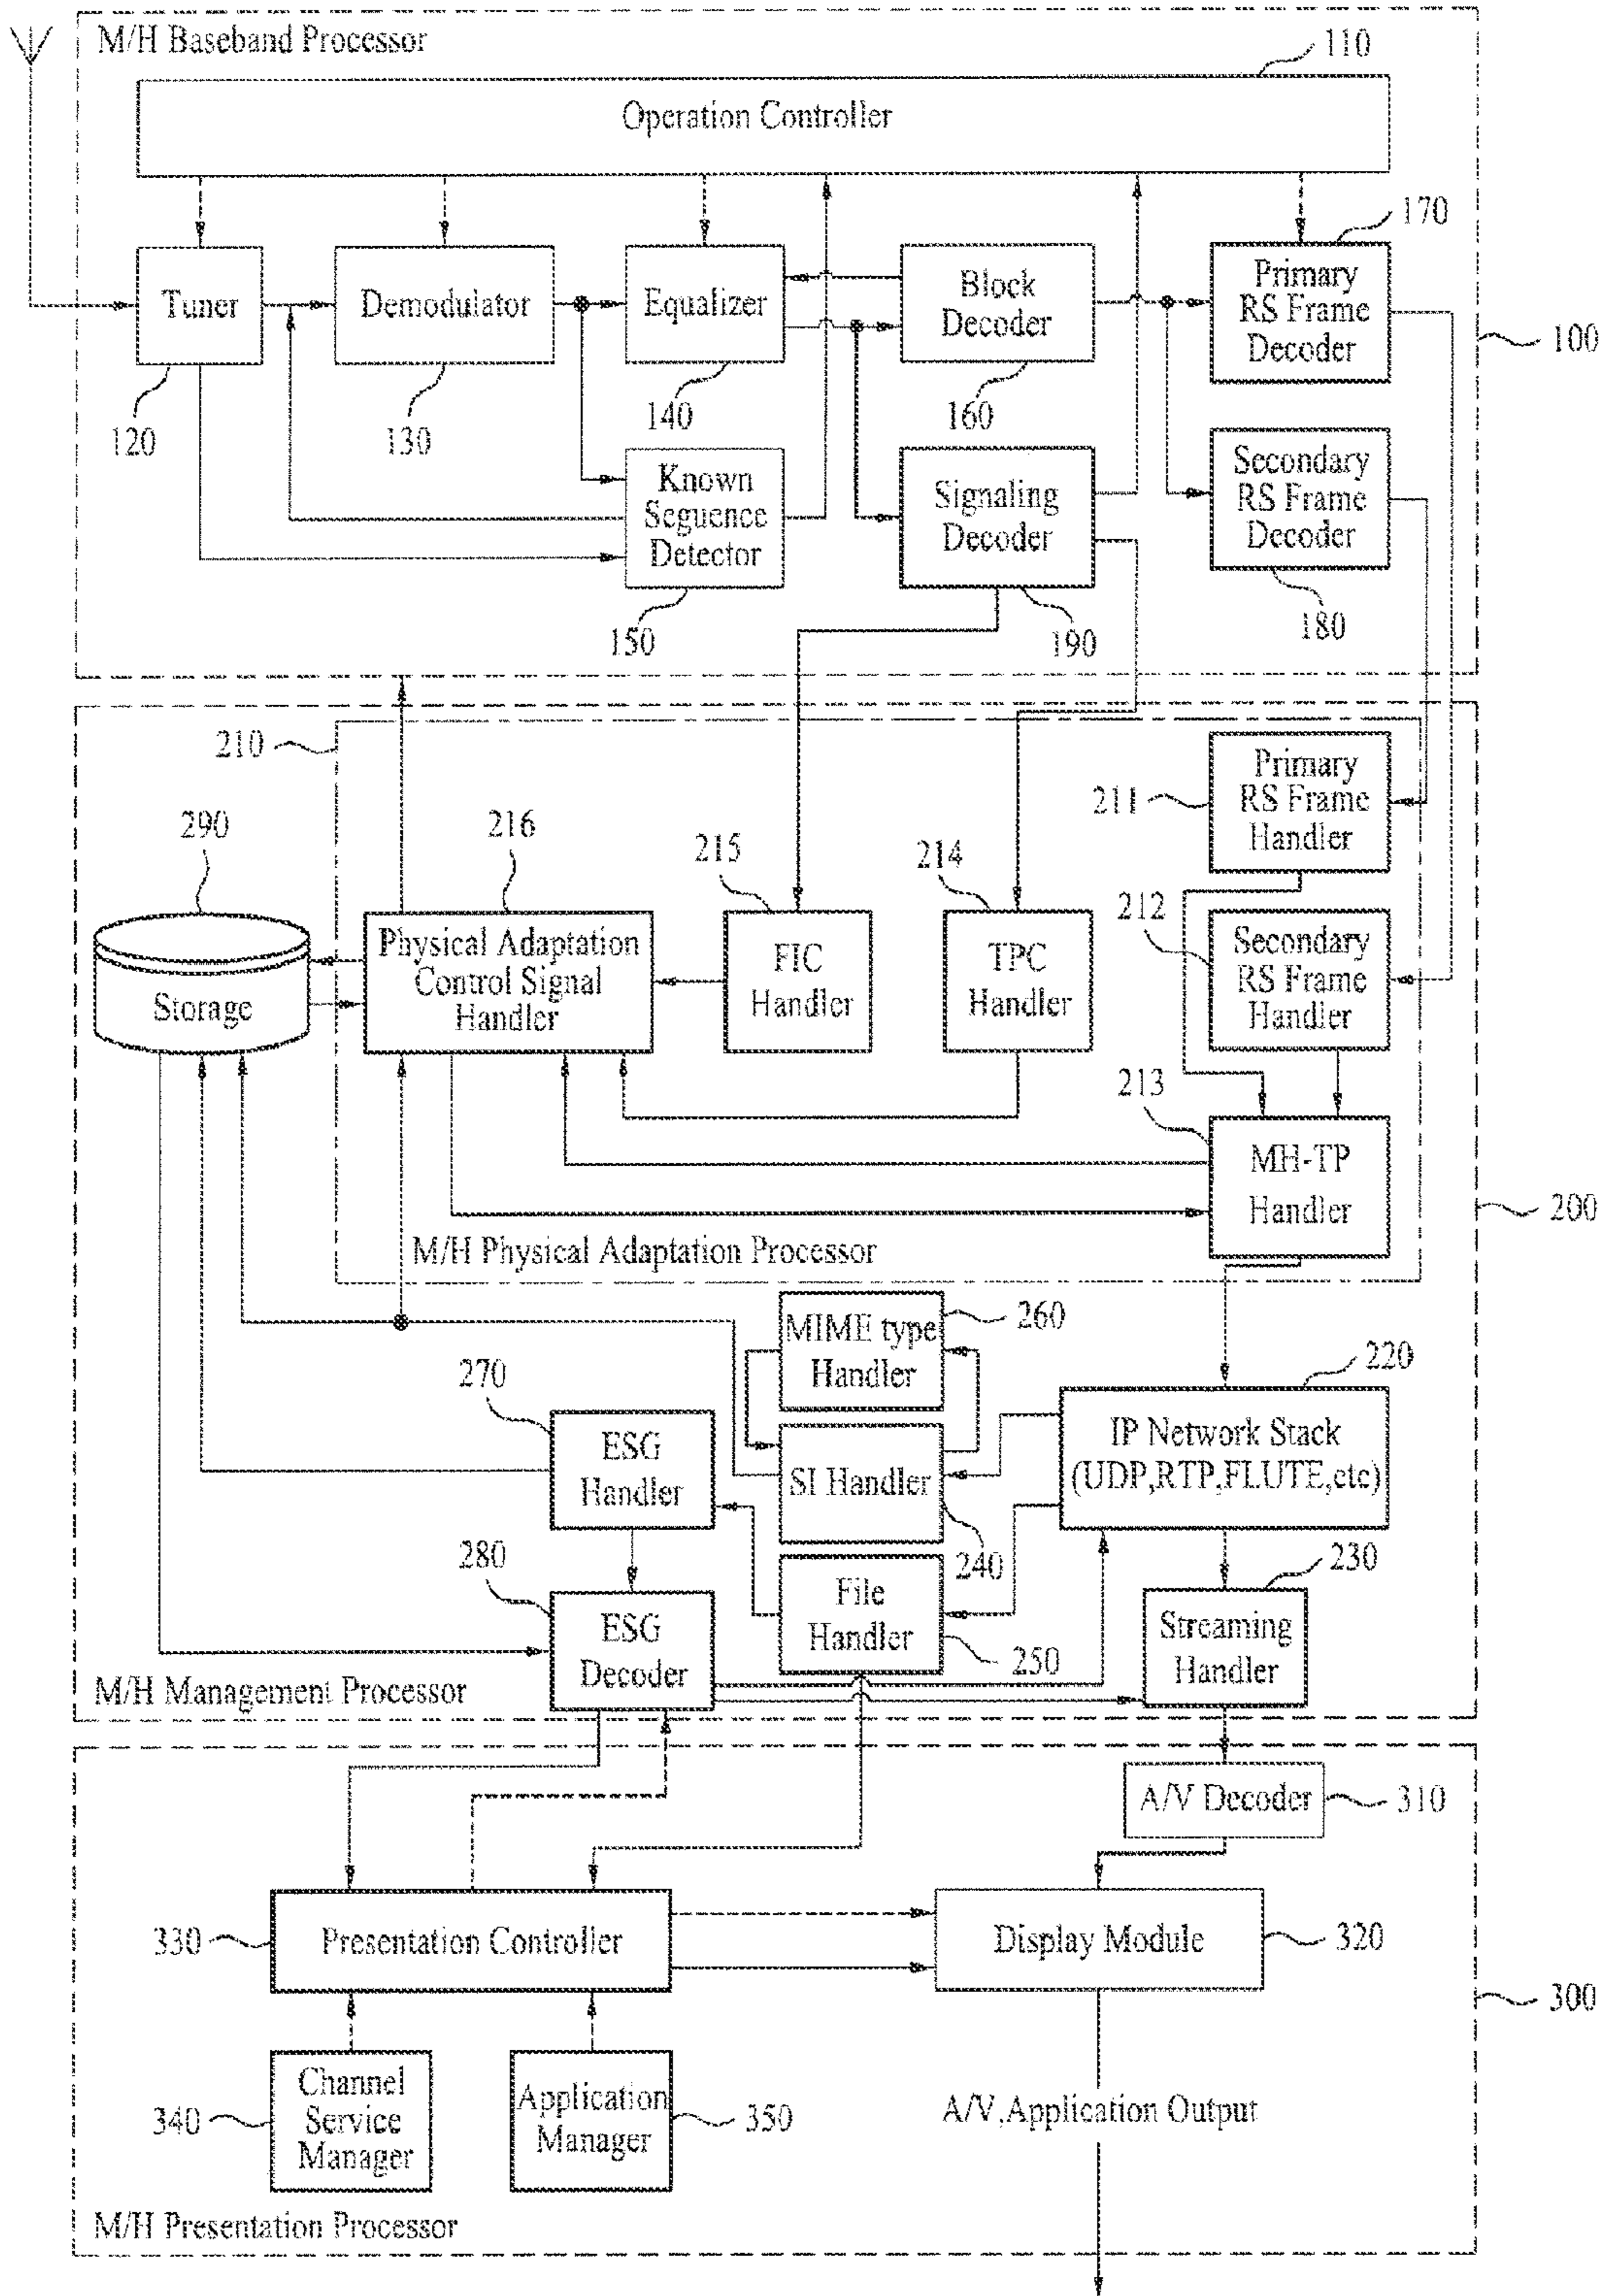 M/H Baseband Processor
110
Operation Controller
170
Tuner
Demodulator
Equalizer
Block
Decoder
Primary
RS Frame
Decoder
100
120
130
140
160
Known
Seguence
Detector
Signaling
Decoder
Secondary
RS Frame
Decoder
150
190
180
210
Primary
RS Frame
Handler
211
290
216
215
214
212
Storage
Physical Adaptation
Control Signal
Handler
FIC
Handler
TPC
Handler
Secondary
RS Frame
Handler
213
MH-TP
Handler
200
M/H Physical Adaptation Processor
MIME type
Handler
260
220
270
ESG
Handler
SI Handler
IP Network Stack
(UDP,RTP,FLUTE,etc)
240
280
230
ESG
Decoder
File
Handler
250
Streaming
Handler
M/H Management Processor
A/V Decoder
310
330
Presentation Controller
Display Module
320
300
340
Channel
Service
Manager
Application
Manager
350
A/V,Application Output
M/H Presentation Processor